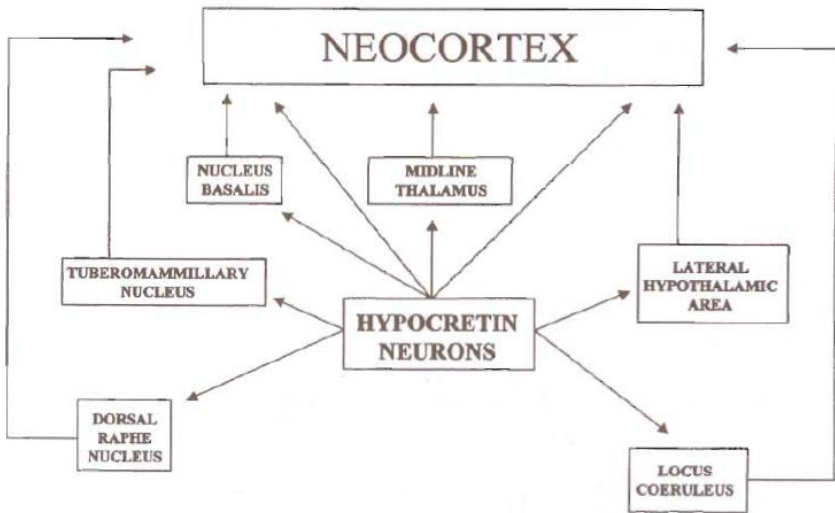 NEOCORTEX
NUCLEUS
BASALIS
MIDLINE
THALAMUS
TUBEROMAMMILLARY
NUCLEUS
LATERAL
HYPOTHALAMIC
AREA
HYPOCRETIN
NEURONS
DORSAL
RAPHE
NUCLEUS
LOCUS
COERULEUS